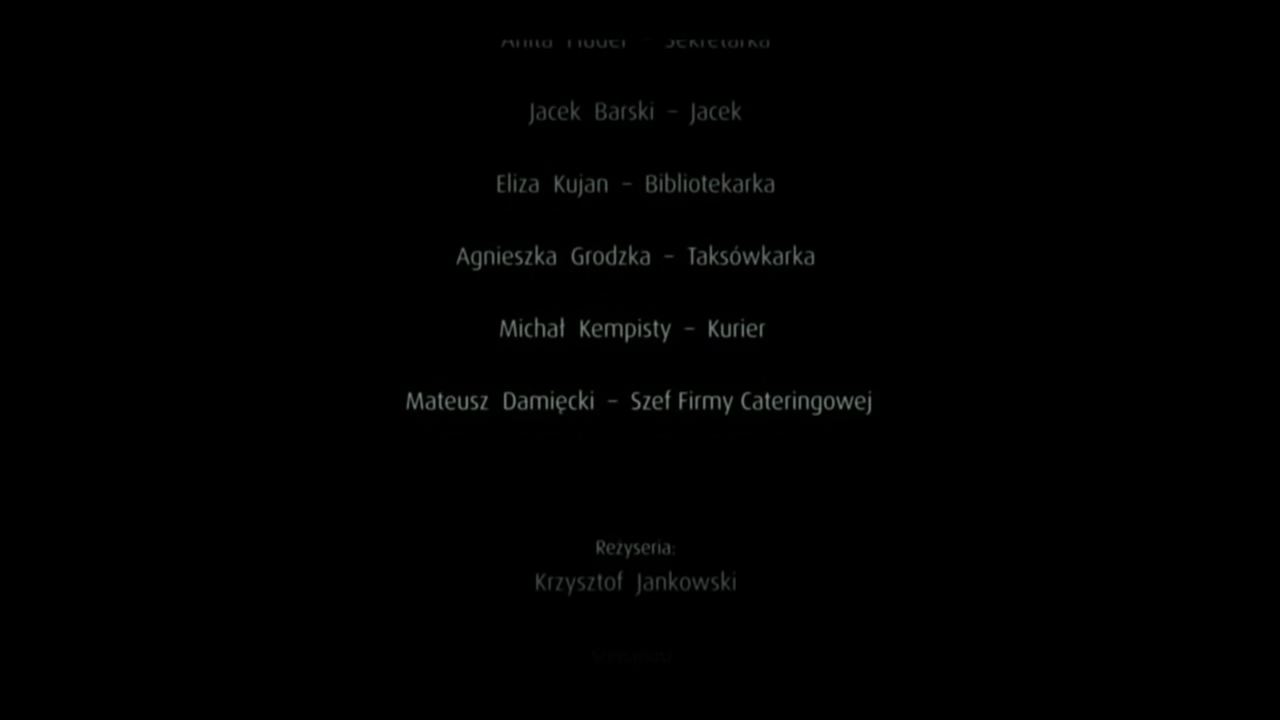 Jacek Barski – Jacek
Eliza Kujan – Bibliotekarka
Agnieszka Grodzka – Taksówkarka
Michał Kempisty – Kurier
Mateusz Damięcki – Szef Firmy Cateringowej
Reżyseria:
Krzysztof Jankowski